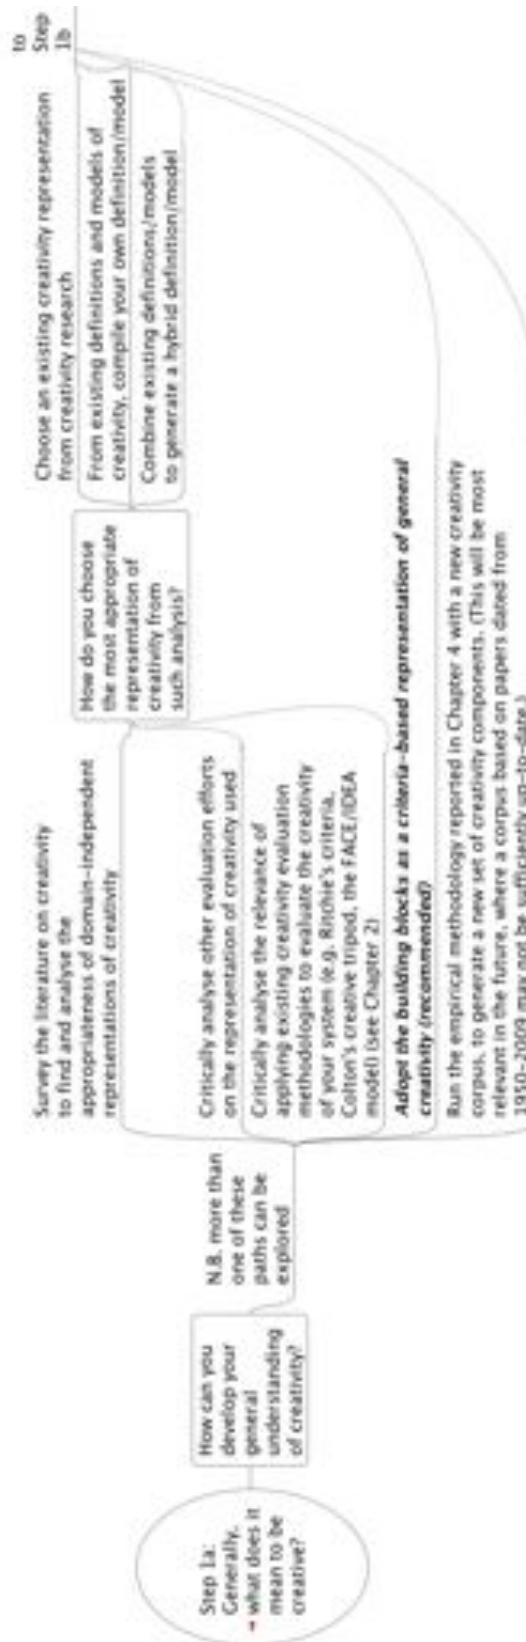 Step 1a:
Generally,
what does it
mean to be
creative?
How can you
develop your
general
understanding
of creativity?
N.B. more than
one of these
paths can be
explored
Survey the literature on creativity
to find and analyse the
appropriateness of domain-independent
representations of creativity
Critically analyse other evaluation efforts
on the representation of creativity used
Critically analyse the relevance of
applying existing creativity evaluation
methodologies to evaluate the creativity
of your system (e.g. Ritchie's criteria,
Colton's creative tripod, the FACE/IDEA
model) (see Chapter 2)
Adopt the building blocks as a criteria-based representation of general
creativity (recommended)
Run the empirical methodology reported in Chapter 4 with a new creativity
corpus, to generate a new set of creativity components. (This will be most
relevant in the future, where a corpus based on papers dated from
1950-2009 may not be sufficiently up-to-date.)
How do you choose
the most appropriate
representation of
creativity from
such analysis?
Choose an existing creativity representation
from creativity research
From existing definitions and models of
creativity, compile your own definition/model
Combine existing definitions/models
to generate a hybrid definition/model
to
Step
1b